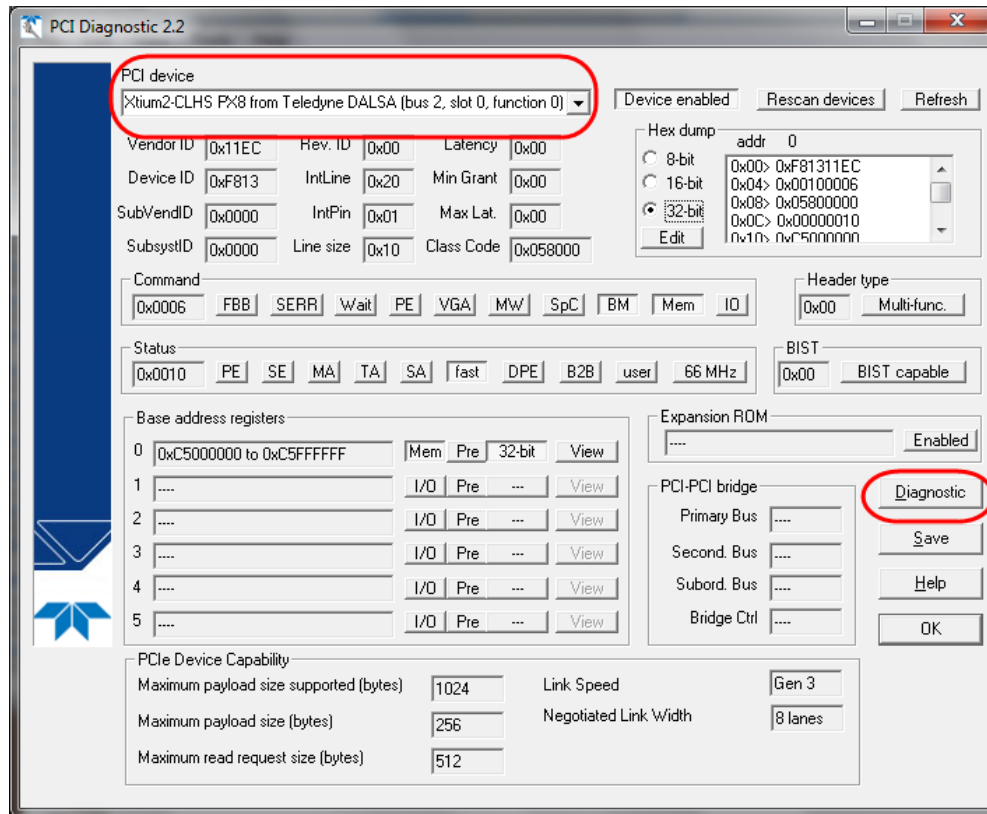 PCI Diagnostic 2.2
PCI device
Xtium2-CLHS PX8 from Teledyne DALSA (bus 2, slot 0, function 0)
Device enabled Rescan devices Refresh
Vendor ID 0x11EC Rev. ID 0x00 Latency 0x00
Device ID 0xF813 IntLine 0x20 Min Grant 0x00
SubVendID 0x0000 IntPin 0x01 Max Lat. 0x00
SubsystID 0x0000 Line size 0x10 Class Code 0x058000
Hex dump addr 0
8-bit
16-bit
32-bit
Edit
0x00> 0xF81311EC
0x04> 0x00100006
0x08> 0x05800000
0x0C> 0x00000010
0x10> 0xC5000000
Command
0x0006 FBB SERR Wait PE VGA MW SpC BM Mem IO
Header type
0x00 Multi-func.
Status
0x0010 PE SE MA TA SA fast DPE B2B user 66 MHz
BIST
0x00 BIST capable
Base address registers
0 0xC5000000 to 0xC5FFFFFF Mem Pre 32-bit View
1 ---- I/O Pre --- View
2 ---- I/O Pre --- View
3 ---- I/O Pre --- View
4 ---- I/O Pre --- View
5 ---- I/O Pre --- View
Expansion ROM
---- Enabled
PCI-PCI bridge
Primary Bus ----
Second. Bus ----
Subord. Bus ----
Bridge Ctrl ----
Diagnostic
Save
Help
OK
PCIe Device Capability
Maximum payload size supported (bytes) 1024 Link Speed Gen 3
Maximum payload size (bytes) 256 Negotiated Link Width 8 lanes
Maximum read request size (bytes) 512